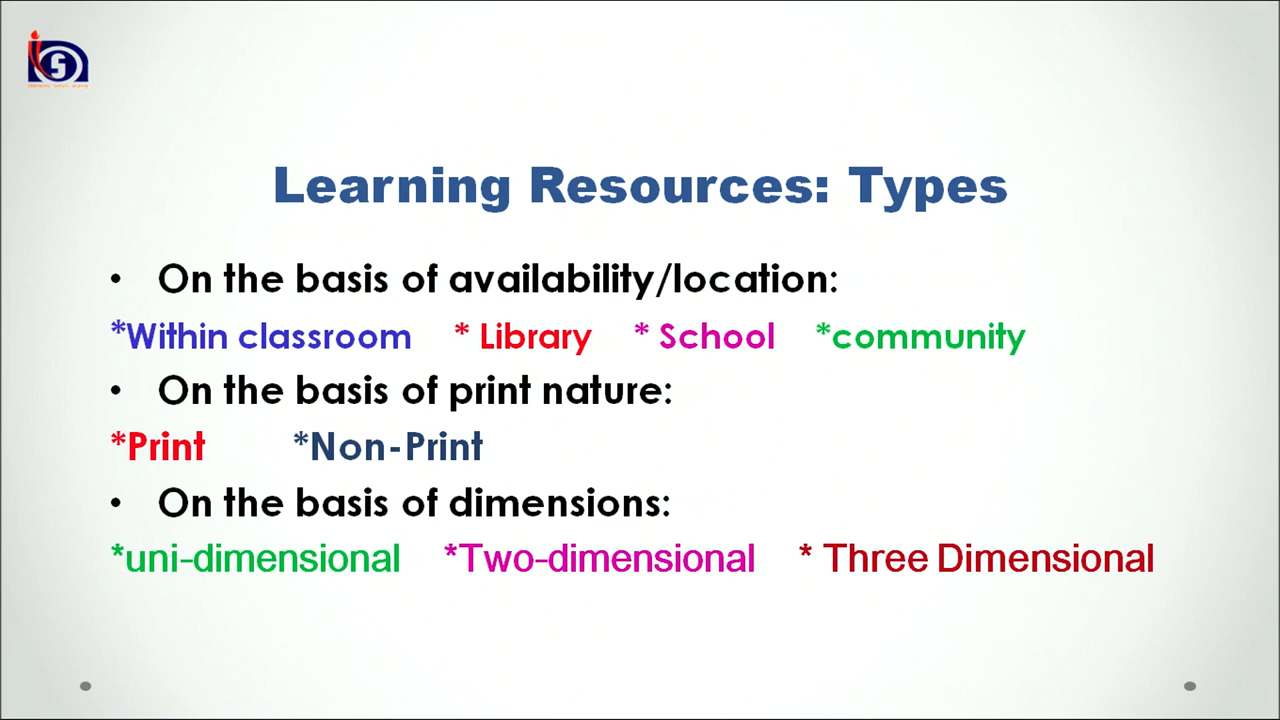 Learning Resources: Types
• On the basis of availability/location:
*Within classroom * Library * School *community
• On the basis of print nature:
*Print *Non-Print
• On the basis of dimensions:
*uni-dimensional *Two-dimensional * Three Dimensional